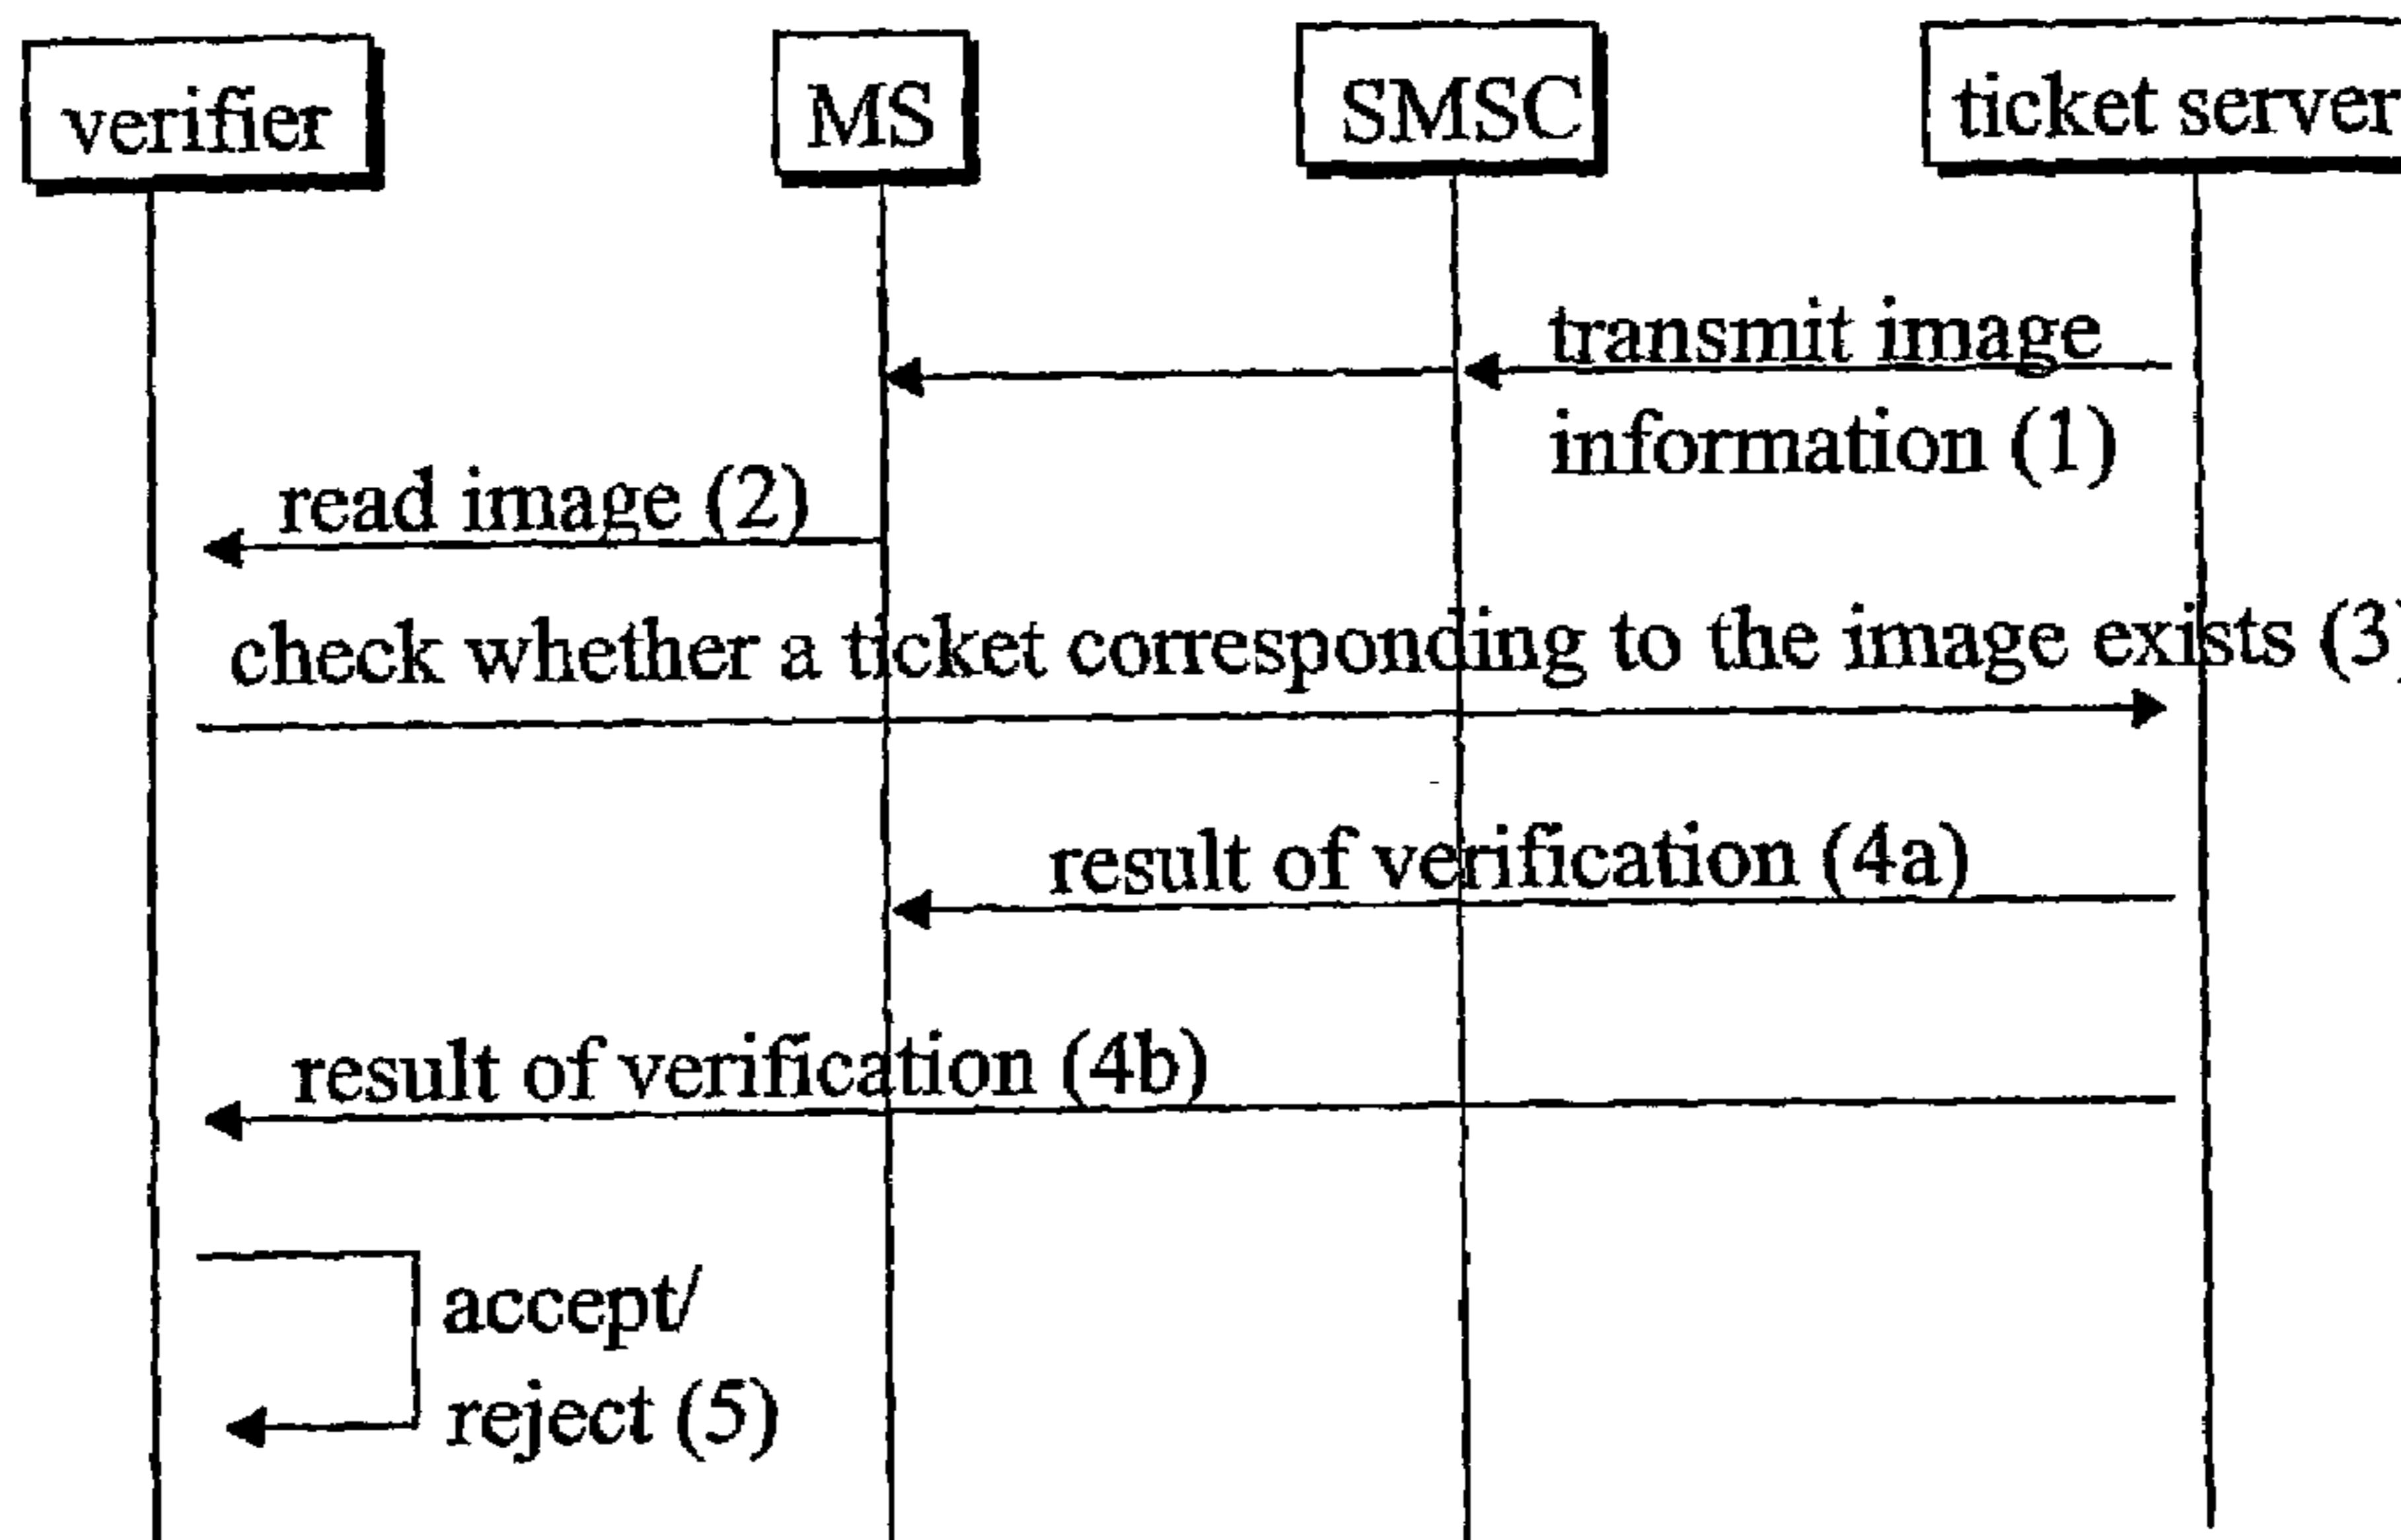 verifier
MS
SMSC
ticket server
transmit image
information (1)
read image (2)
check whether a ticket corresponding to the image exists (3)
result of verification (4a)
result of verification (4b)
accept/
reject (5)